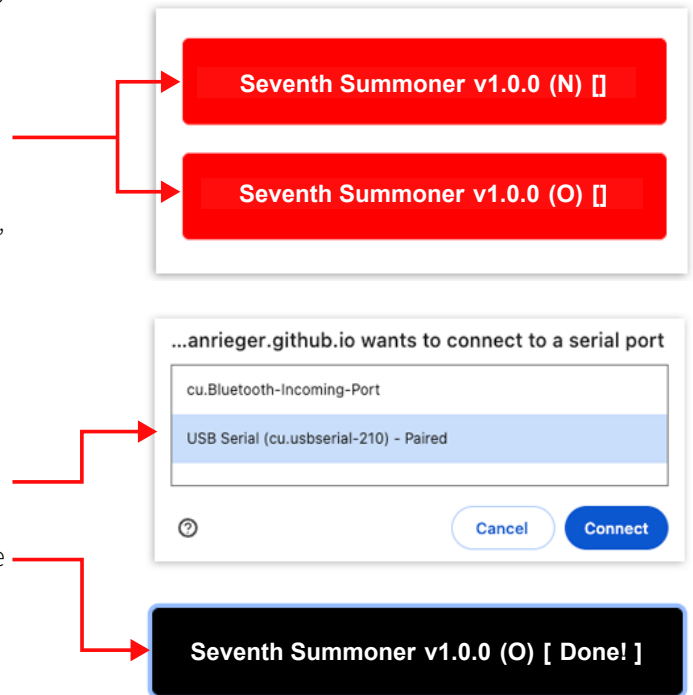 Seventh Summoner v1.0.0 (N) []
Seventh Summoner v1.0.0 (O) []
...anrieger.github.io wants to connect to a serial port
cu.Bluetooth-Incoming-Port
USB Serial (cu.usbserial-210) - Paired
Cancel
Connect
Seventh Summoner v1.0.0 (O) [ Done! ]